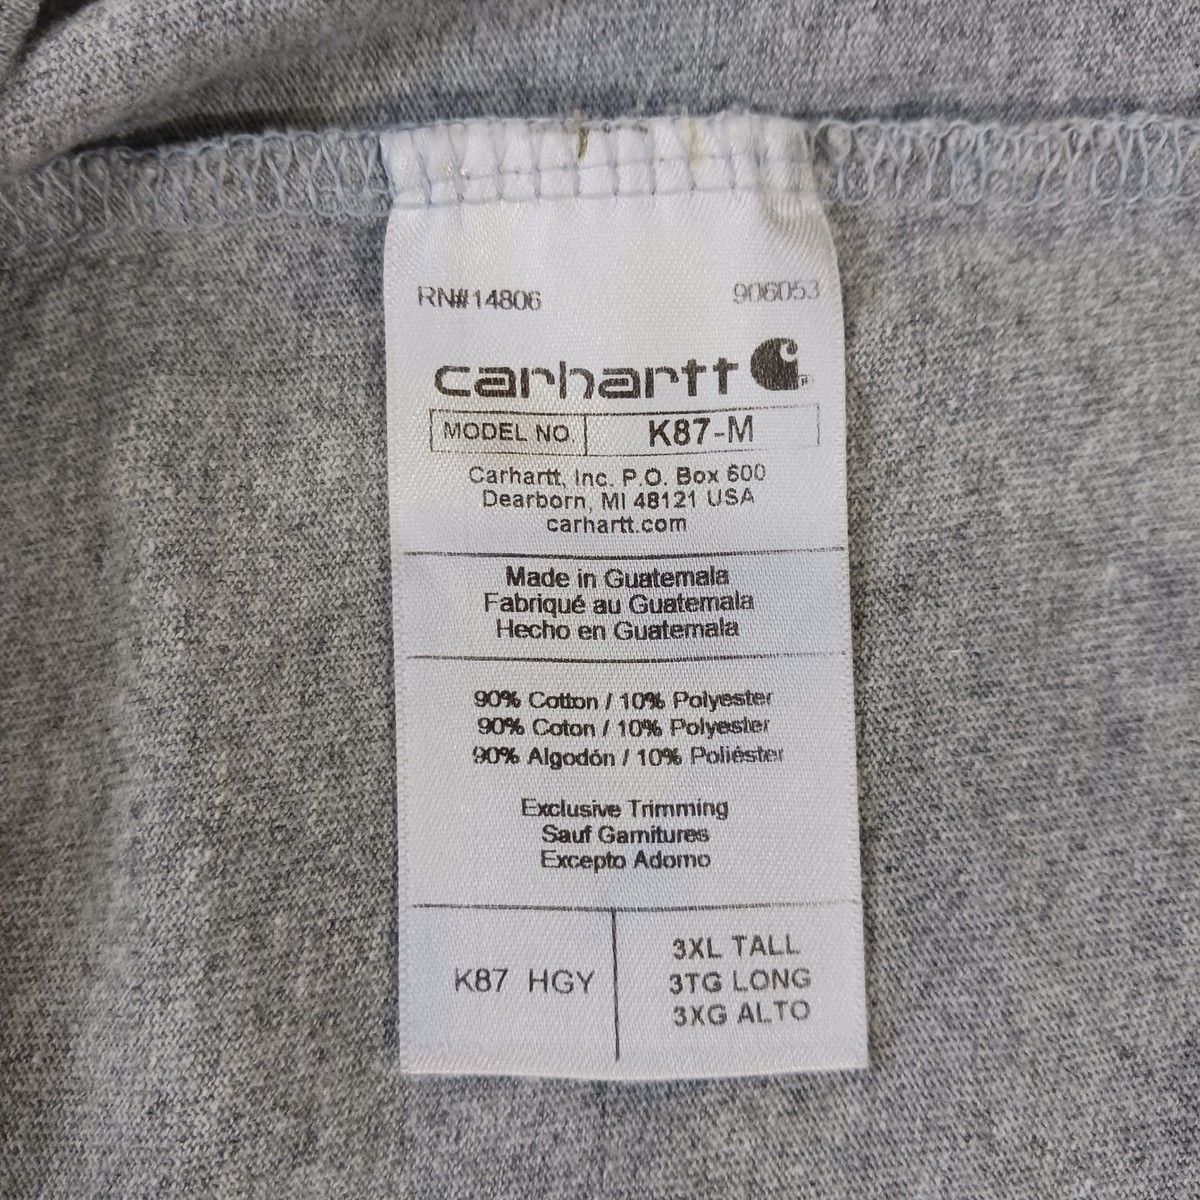 RN#14806 906053
carhartt
MODEL NO K87-M
Carhartt, Inc. P.O. Box 600
Dearborn, MI 48121 USA
carhartt.com
Made in Guatemala
Fabriqué au Guatemala
Hecho en Guatemala
90% Cotton / 10% Polyester
90% Coton / 10% Polyester
90% Algodón / 10% Poliéster
Exclusive Trimming
Sauf Garnitures
Excepto Adorno
K87 HGY
3XL TALL
3TG LONG
3XG ALTO